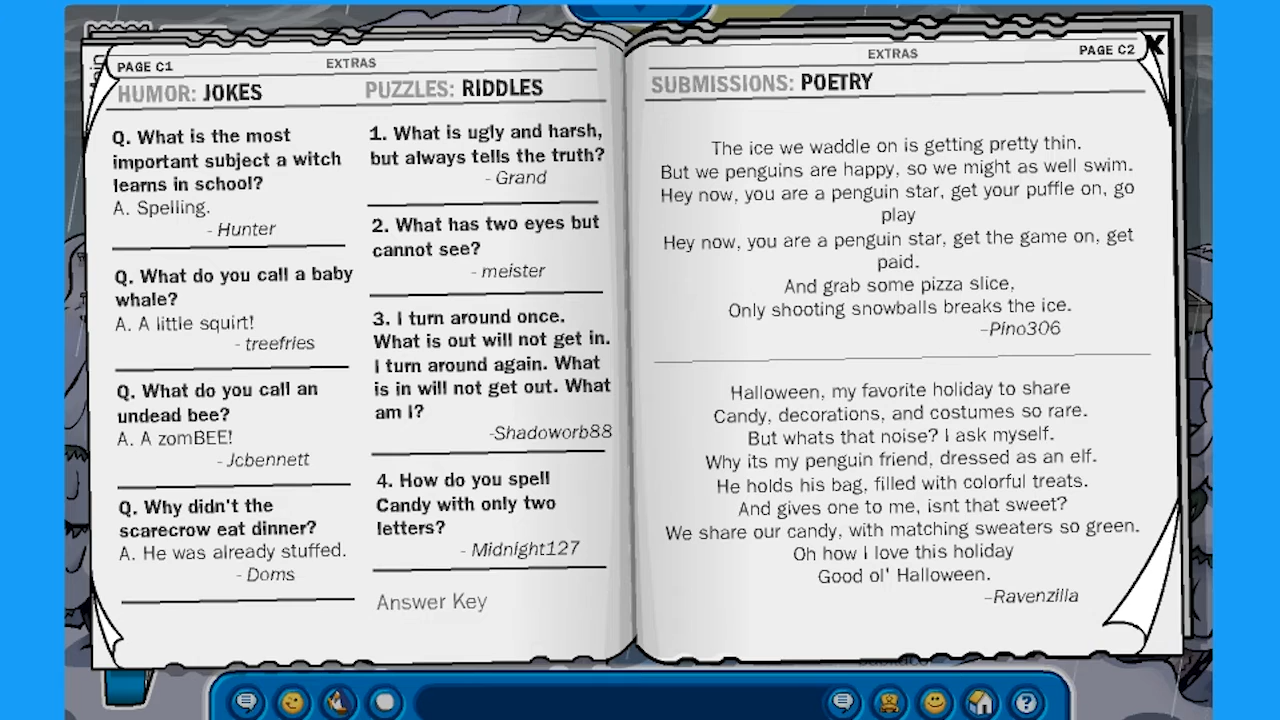 PAGE C1
EXTRAS
HUMOR: JOKES
Q. What is the most
important subject a witch
learns in school?
A. Spelling.
- Hunter
Q. What do you call a baby
whale?
A. A little squirt!
- treefries
Q. What do you call an
undead bee?
A. A zomBEE!
- Jcbennett
Q. Why didn't the
scarecrow eat dinner?
A. He was already stuffed.
- Doms
PUZZLES: RIDDLES
1. What is ugly and harsh,
but always tells the truth?
- Grand
2. What has two eyes but
cannot see?
- meister
3. I turn around once.
What is out will not get in.
I turn around again. What
is in will not get out. What
am I?
-Shadoworb88
4. How do you spell
Candy with only two
letters?
- Midnight127
Answer Key
EXTRAS
PAGE C2
X
SUBMISSIONS: POETRY
The ice we waddle on is getting pretty thin.
But we penguins are happy, so we might as well swim.
Hey now, you are a penguin star, get your puffle on, go
play
Hey now, you are a penguin star, get the game on, get
paid.
And grab some pizza slice,
Only shooting snowballs breaks the ice.
-Pino306
Halloween, my favorite holiday to share
Candy, decorations, and costumes so rare.
But whats that noise? I ask myself.
Why its my penguin friend, dressed as an elf.
He holds his bag, filled with colorful treats.
And gives one to me, isnt that sweet?
We share our candy, with matching sweaters so green.
Oh how I love this holiday
Good ol' Halloween.
-Ravenzilla
?